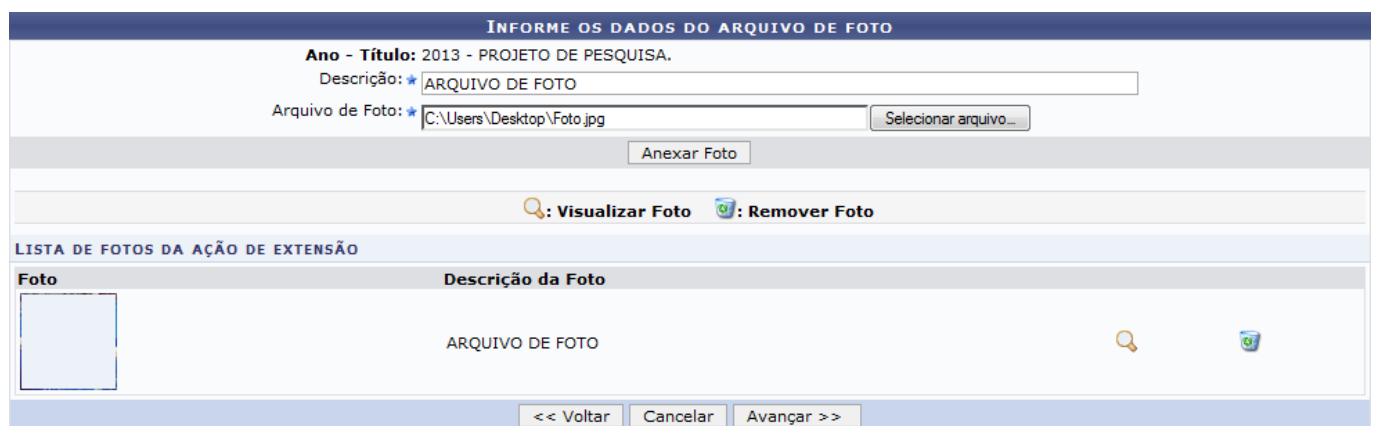 INFORME OS DADOS DO ARQUIVO DE FOTO
Ano - Título: 2013 - PROJETO DE PESQUISA.
Descrição: ARQUIVO DE FOTO
Arquivo de Foto: C:\Users\Desktop\Foto.jpg Selecionar arquivo...
Anexar Foto
: Visualizar Foto : Remover Foto
LISTA DE FOTOS DA AÇÃO DE EXTENSÃO
Foto Descrição da Foto
ARQUIVO DE FOTO
<< Voltar Cancelar Avançar >>